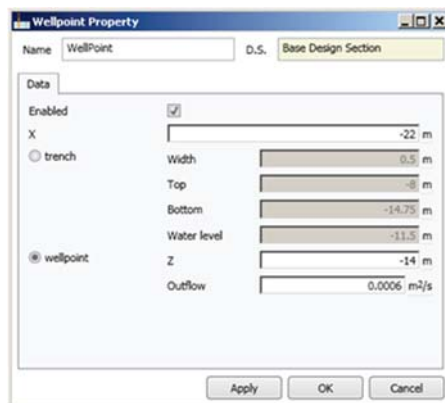 Wellpoint Property
Name WellPoint D.S. Base Design Section
Data
Enabled
X -22 m
trench Width 0.5 m
Top -8 m
Bottom -14.75 m
Water level -11.5 m
wellpoint Z -14 m
Outflow 0.0006 m²/s
Apply OK Cancel